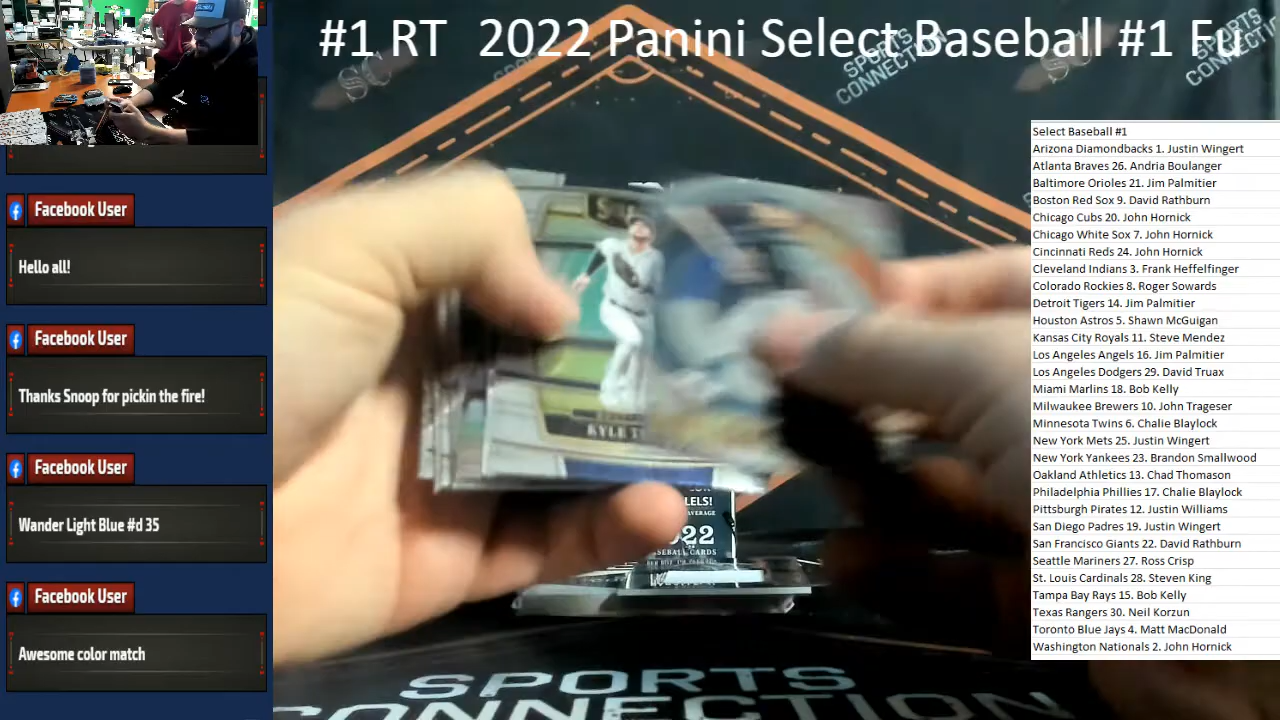 #1 RT 2022 Panini Select Baseball #1 Fu
SPORTS
CONNECTION
SPORTS
CONNECTION
Facebook User
Hello all!
Facebook User
Thanks Snoop for pickin the fire!
Facebook User
Wander Light Blue #d 35
Facebook User
Awesome color match
KYLE T
LELS!
AVERAGE
022
BASEBALL CARDS
SPORTS
CONNECTION
Select Baseball #1
Arizona Diamondbacks 1. Justin Wingert
Atlanta Braves 26. Andria Boulanger
Baltimore Orioles 21. Jim Palmitier
Boston Red Sox 9. David Rathburn
Chicago Cubs 20. John Hornick
Chicago White Sox 7. John Hornick
Cincinnati Reds 24. John Hornick
Cleveland Indians 3. Frank Heffelfinger
Colorado Rockies 8. Roger Sowards
Detroit Tigers 14. Jim Palmitier
Houston Astros 5. Shawn McGuigan
Kansas City Royals 11. Steve Mendez
Los Angeles Angels 16. Jim Palmitier
Los Angeles Dodgers 29. David Truax
Miami Marlins 18. Bob Kelly
Milwaukee Brewers 10. John Trageser
Minnesota Twins 6. Chalie Blaylock
New York Mets 25. Justin Wingert
New York Yankees 23. Brandon Smallwood
Oakland Athletics 13. Chad Thomason
Philadelphia Phillies 17. Chalie Blaylock
Pittsburgh Pirates 12. Justin Williams
San Diego Padres 19. Justin Wingert
San Francisco Giants 22. David Rathburn
Seattle Mariners 27. Ross Crisp
St. Louis Cardinals 28. Steven King
Tampa Bay Rays 15. Bob Kelly
Texas Rangers 30. Neil Korzun
Toronto Blue Jays 4. Matt MacDonald
Washington Nationals 2. John Hornick